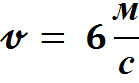 v = 6 м/с